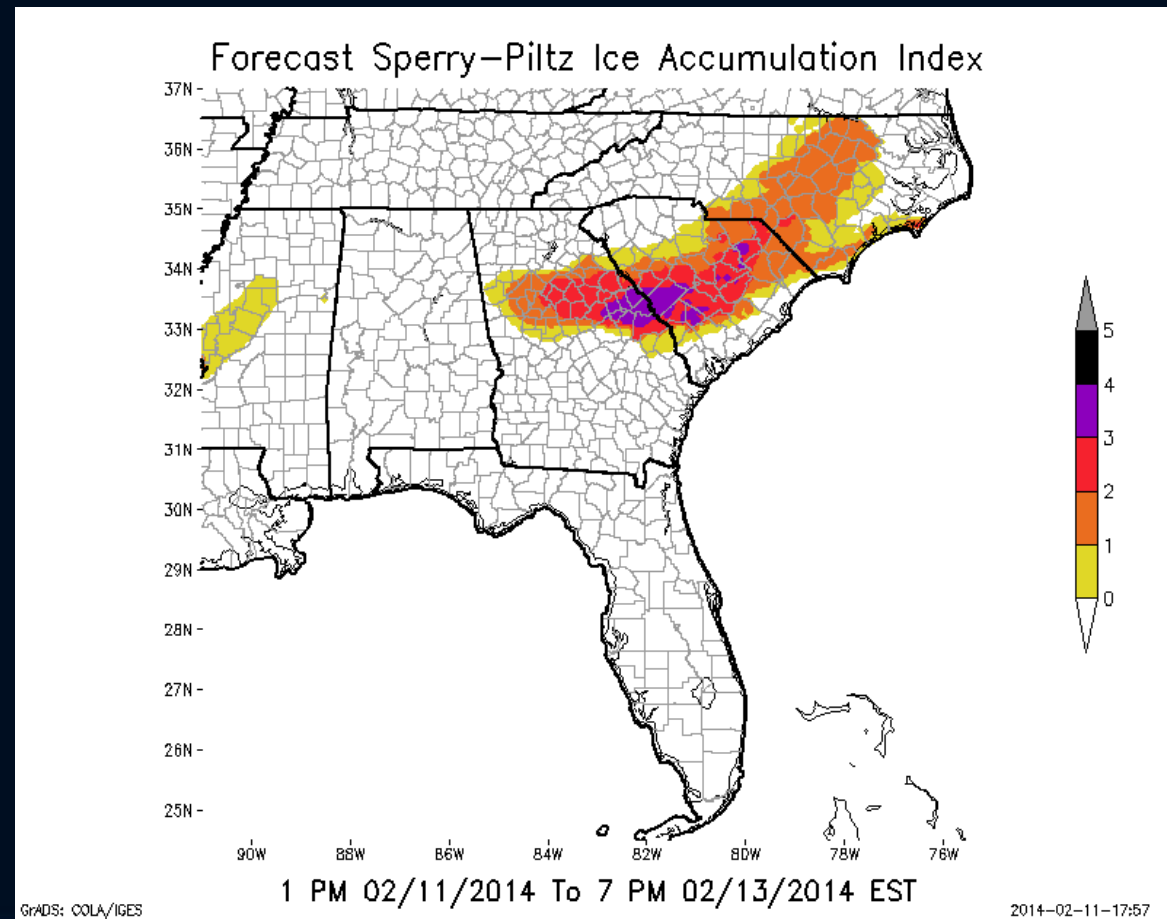 Forecast Sperry-Piltz Ice Accumulation Index
37N
36N
35N
34N
33N
32N
31N
30N
29N
28N
27N
26N
25N
90W 88W 86W 84W 82W 80W 78W 76W
5
4
3
2
1
0
1 PM 02/11/2014 To 7 PM 02/13/2014 EST
GrADS: COLA/IGES
2014-02-11-17:57